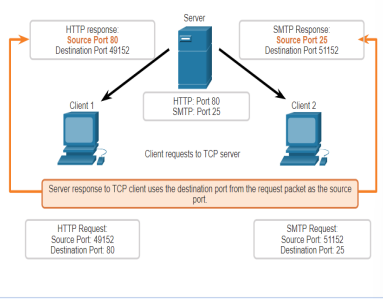 Server
HTTP response:
Source Port 80
Destination Port 49152
SMTP Response:
Source Port 25
Destination Port 51152
HTTP: Port 80
SMTP: Port 25
Client 1
Client 2
Client requests to TCP server
Server response to TCP client uses the destination port from the request packet as the source
port.
HTTP Request:
Source Port: 49152
Destination Port: 80
SMTP Request:
Source Port: 51152
Destination Port: 25